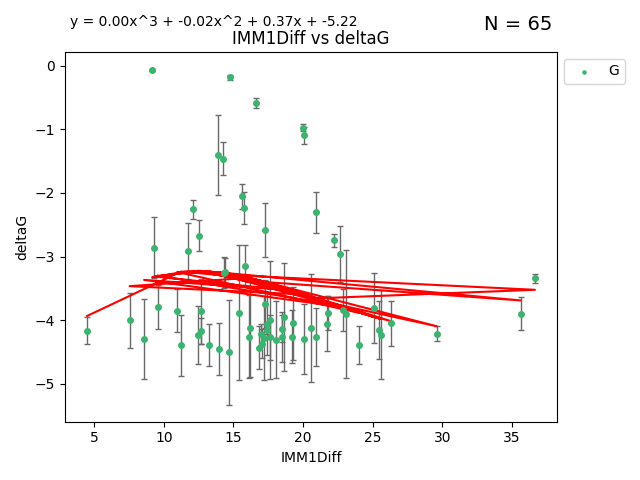 y = 0.00x^3 + -0.02x^2 + 0.37x + -5.22
N = 65
IMM1Diff vs deltaG
G
0
−1
−2
−3
−4
−5
deltaG
5 10 15 20 25 30 35
IMM1Diff